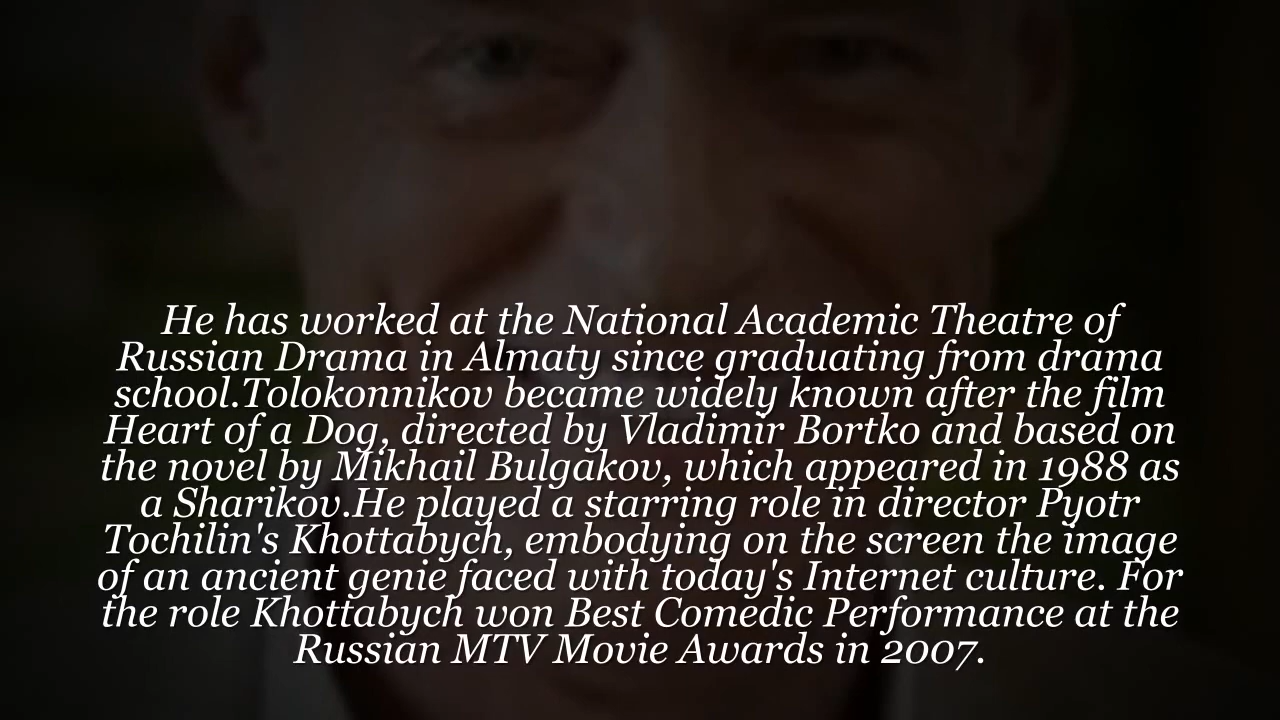 He has worked at the National Academic Theatre of
Russian Drama in Almaty since graduating from drama
school.Tolokonnikov became widely known after the film
Heart of a Dog, directed by Vladimir Bortko and based on
the novel by Mikhail Bulgakov, which appeared in 1988 as
a Sharikov.He played a starring role in director Pyotr
Tochilin's Khottabych, embodying on the screen the image
of an ancient genie faced with today's Internet culture. For
the role Khottabych won Best Comedic Performance at the
Russian MTV Movie Awards in 2007.